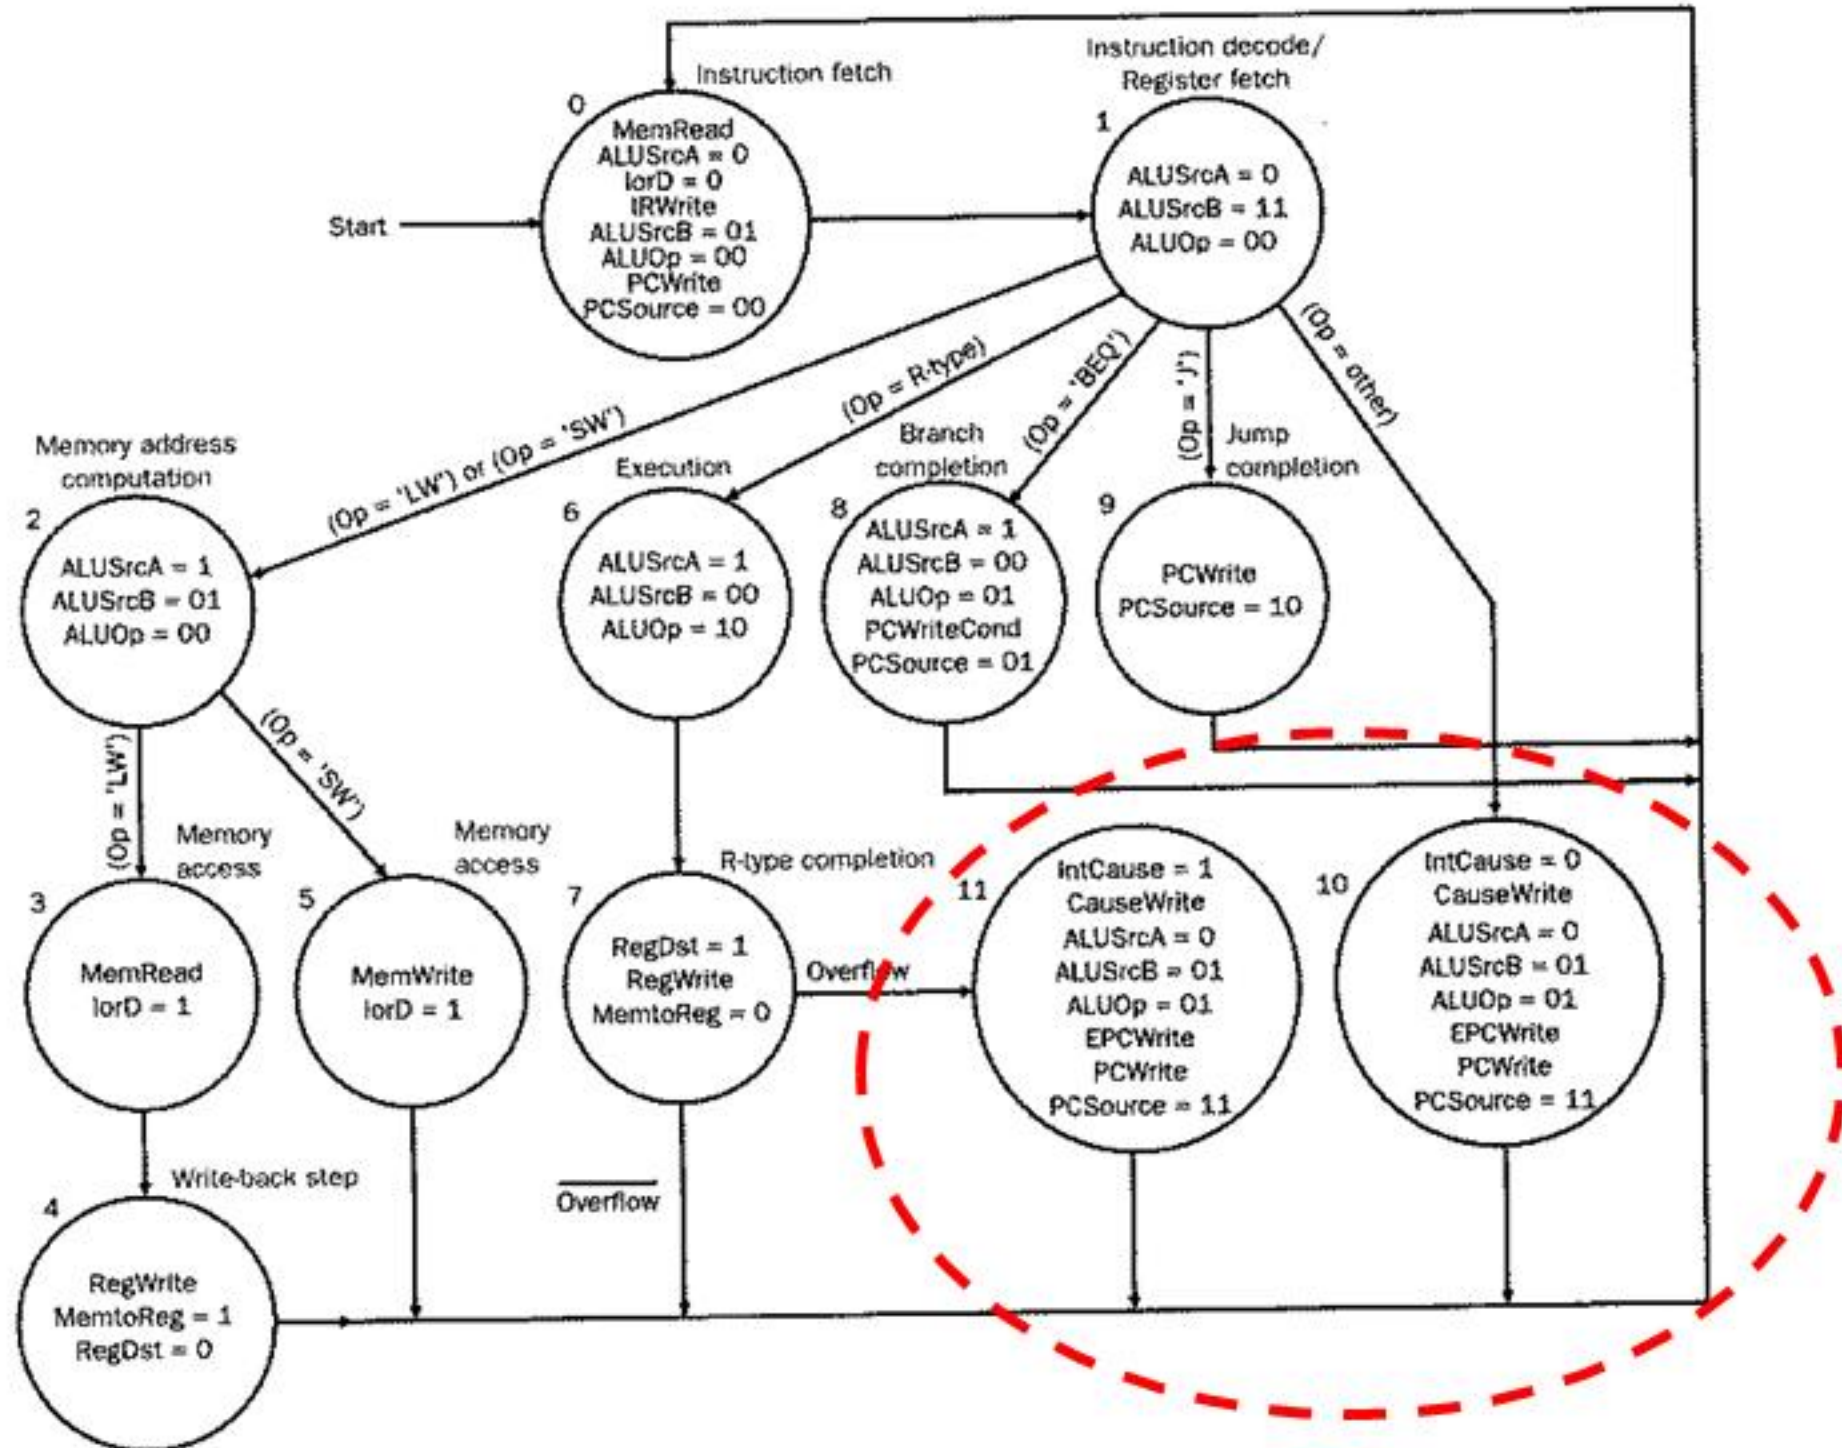 Instruction fetch
0
MemRead
ALUSrcA = 0
IorD = 0
IRWrite
ALUSrcB = 01
ALUOp = 00
PCWrite
PCSource = 00
Start
Instruction decode/
Register fetch
1
ALUSrcA = 0
ALUSrcB = 11
ALUOp = 00
(Op = 'LW') or (Op = 'SW')
(Op = R-type)
(Op = 'BEQ')
(Op = 'J')
(Op = other)
Memory address
computation
2
ALUSrcA = 1
ALUSrcB = 01
ALUOp = 00
Execution
6
ALUSrcA = 1
ALUSrcB = 00
ALUOp = 10
Branch
completion
8
ALUSrcA = 1
ALUSrcB = 00
ALUOp = 01
PCWriteCond
PCSource = 01
Jump
completion
9
PCWrite
PCSource = 10
(Op = 'LW')
(Op = 'SW')
Memory
access
3
MemRead
IorD = 1
Memory
access
5
MemWrite
IorD = 1
R-type completion
7
RegDst = 1
RegWrite
MemtoReg = 0
Overflow
11
IntCause = 1
CauseWrite
ALUSrcA = 0
ALUSrcB = 01
ALUOp = 01
EPCWrite
PCWrite
PCSource = 11
10
IntCause = 0
CauseWrite
ALUSrcA = 0
ALUSrcB = 01
ALUOp = 01
EPCWrite
PCWrite
PCSource = 11
Write-back step
4
RegWrite
MemtoReg = 1
RegDst = 0
Overflow